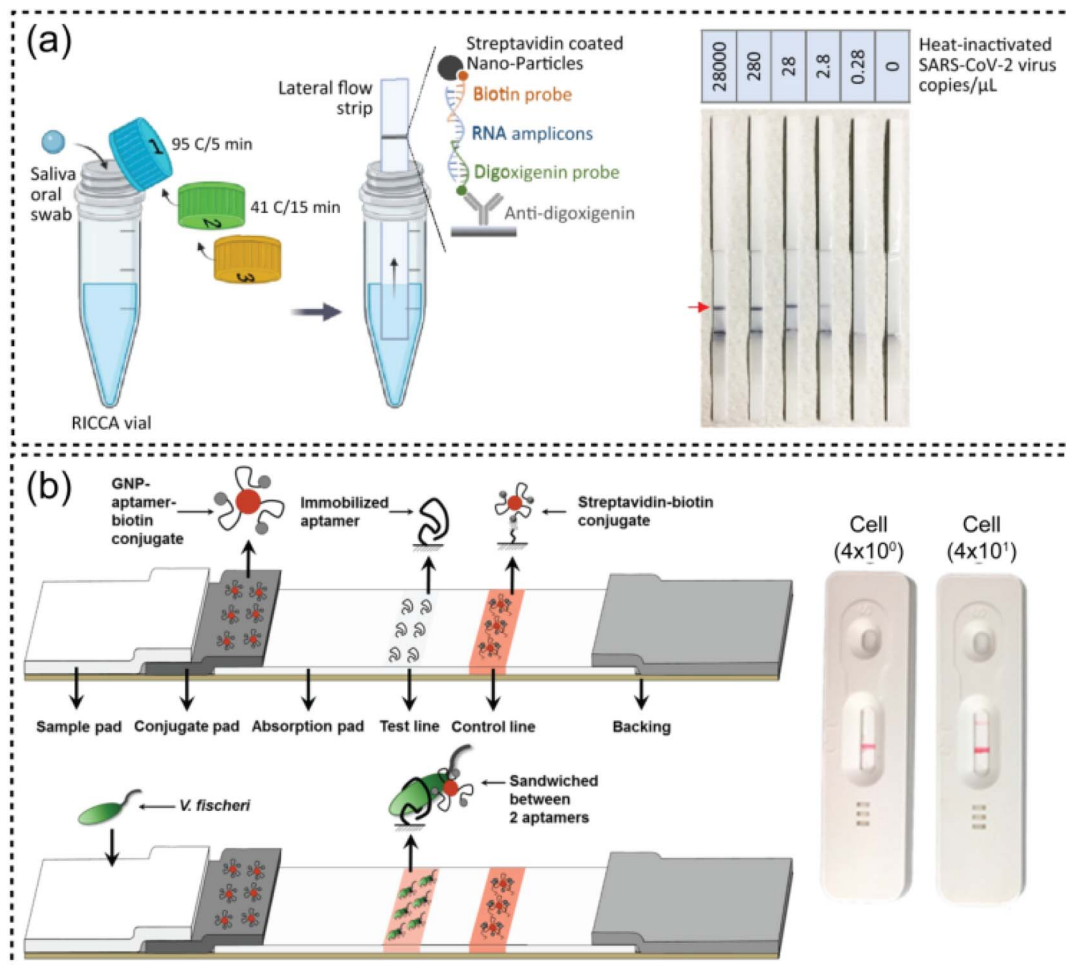 (a)
Saliva
oral
swab
1
95 C/5 min
2
41 C/15 min
3
RICCA vial
Lateral flow
strip
Streptavidin coated
Nano-Particles
Biotin probe
RNA amplicons
Digoxigenin probe
Anti-digoxigenin
28000
280
28
2.8
0.28
0
Heat-inactivated
SARS-CoV-2 virus
copies/μL
(b)
GNP-
aptamer-
biotin
conjugate
Immobilized
aptamer
Streptavidin-biotin
conjugate
Sample pad
Conjugate pad
Absorption pad
Test line
Control line
Backing
V. fischeri
Sandwiched
between
2 aptamers
Cell
(4x10⁰)
Cell
(4x10¹)